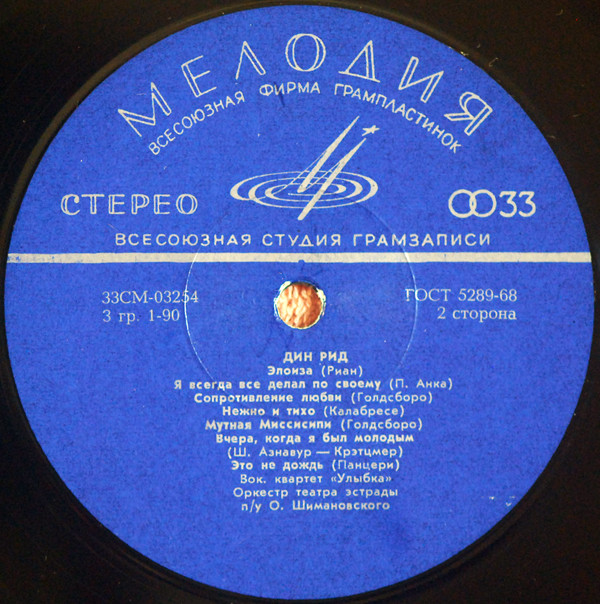 МЕЛОДИЯ
ВСЕСОЮЗНАЯ ФИРМА ГРАМПЛАСТИНОК
СТЕРЕО
33
ВСЕСОЮЗНАЯ СТУДИЯ ГРАМЗАПИСИ
33СМ-03254
ГОСТ 5289-68
3 гр. 1-90
2 сторона
ДИН РИД
Элоиза (Риан)
Я всегда все делал по своему (П. Анка)
Сопротивление любви (Голдсборо)
Нежно и тихо (Калабресе)
Мутная Миссисипи (Голдсборо)
Вчера, когда я был молодым
(Ш. Азнавур — Крэтцмер)
Это не дождь (Панцери)
Вок. квартет «Улыбка»
Оркестр театра эстрады
п/у О. Шимановского